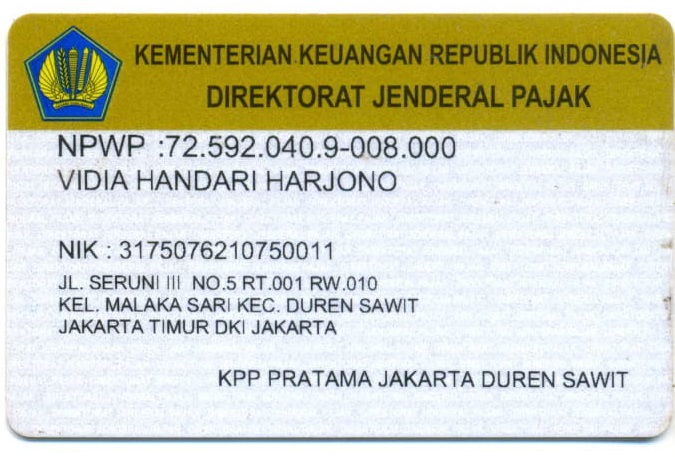 KEMENTERIAN KEUANGAN REPUBLIK INDONESIA
DIREKTORAT JENDERAL PAJAK
NPWP :72.592.040.9-008.000
VIDIA HANDARI HARJONO
NIK : 3175076210750011
JL. SERUNI III NO.5 RT.001 RW.010
KEL. MALAKA SARI KEC. DUREN SAWIT
JAKARTA TIMUR DKI JAKARTA
KPP PRATAMA JAKARTA DUREN SAWIT